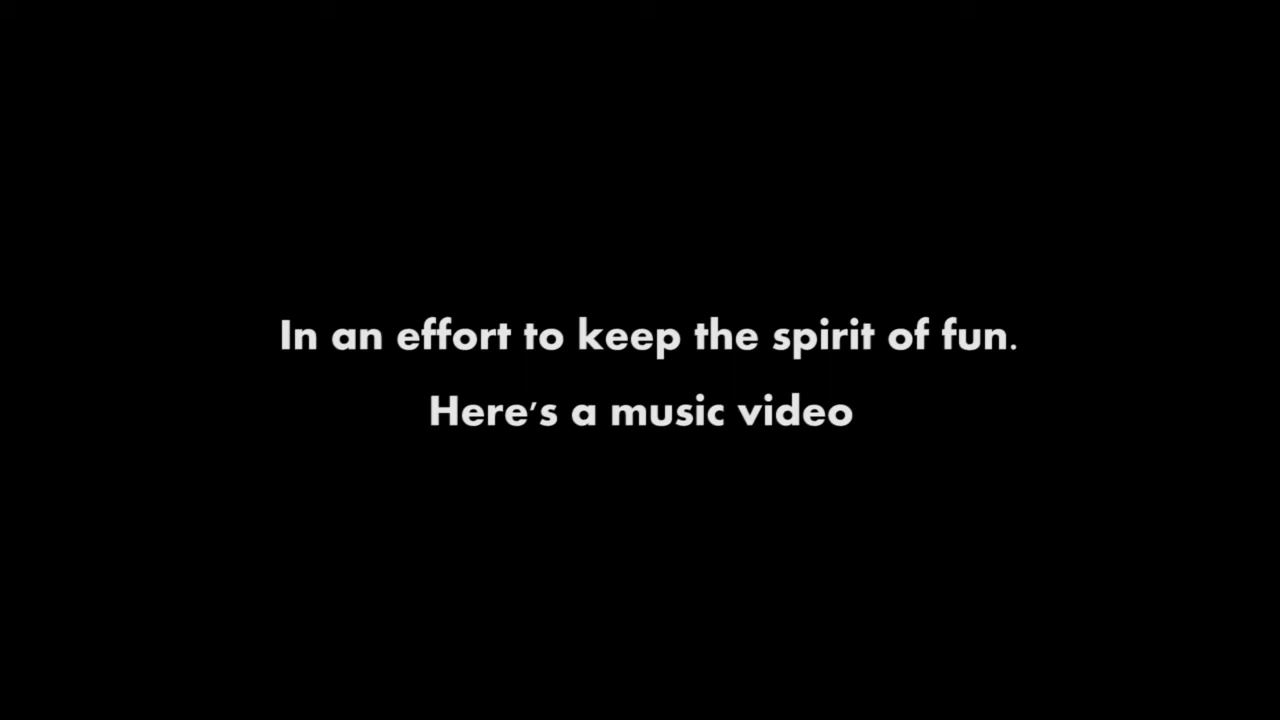 In an effort to keep the spirit of fun.
Here's a music video